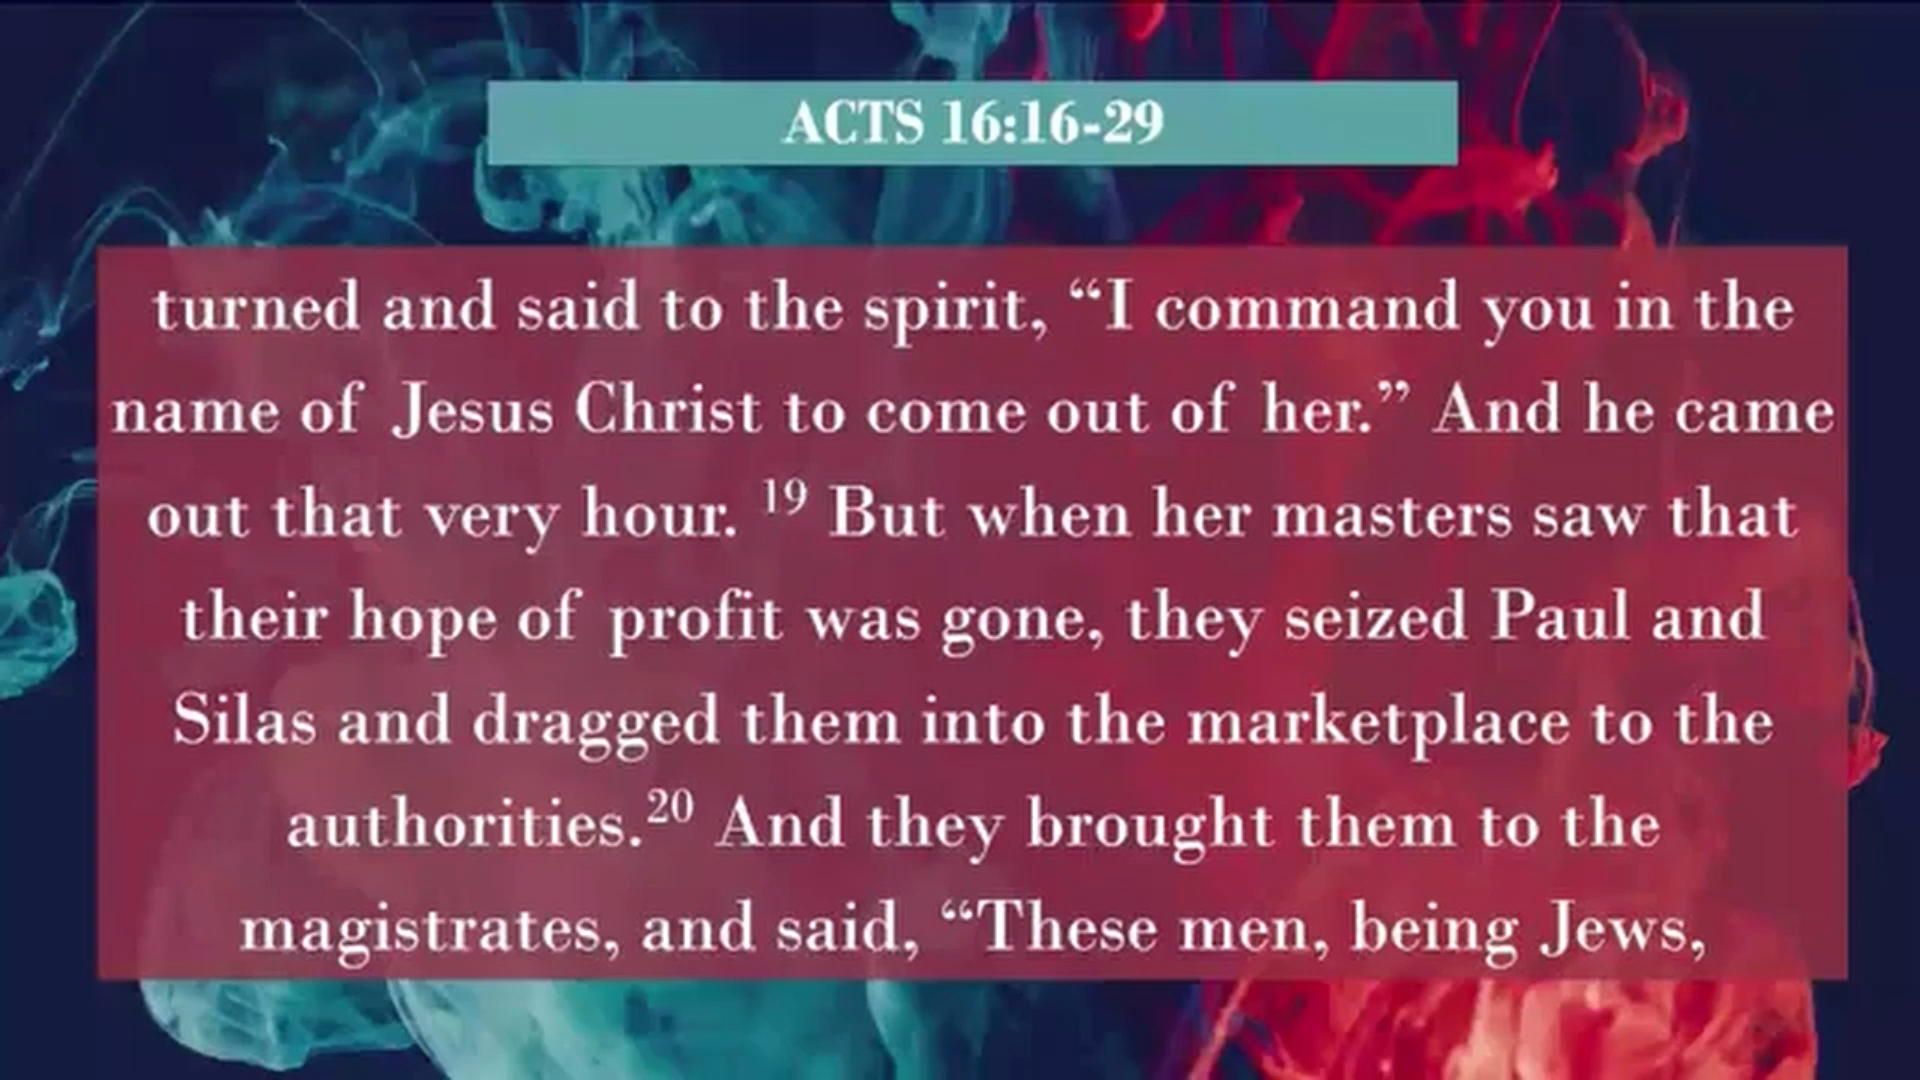 ACTS 16:16-29
turned and said to the spirit, “I command you in the
name of Jesus Christ to come out of her.” And he came
out that very hour. 19 But when her masters saw that
their hope of profit was gone, they seized Paul and
Silas and dragged them into the marketplace to the
authorities.20 And they brought them to the
magistrates, and said, “These men, being Jews,